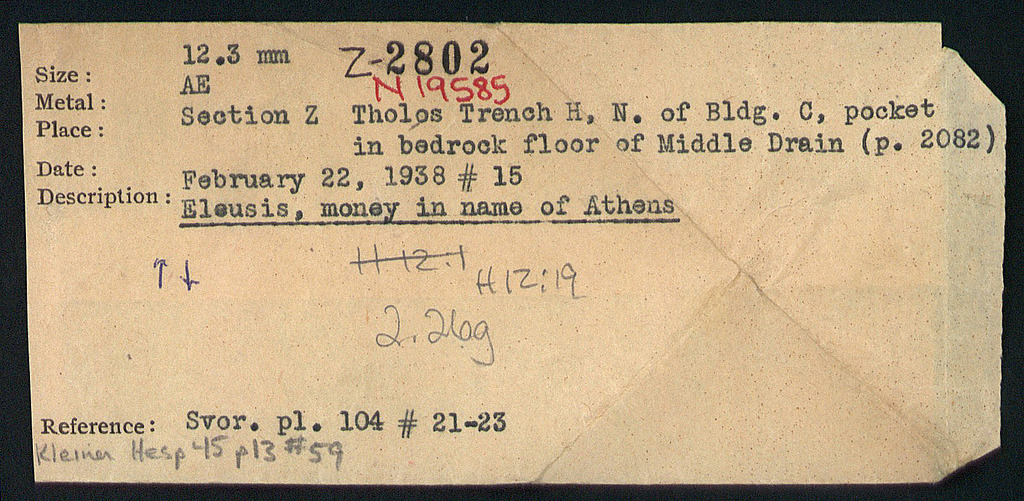 Size: 12.3 mm Z-2802
N 19585
Metal: AE
Place: Section Z Tholos Trench H, N. of Bldg. C, pocket
in bedrock floor of Middle Drain (p. 2082)
Date: February 22, 1938 # 15
Description: Eleusis, money in name of Athens
↑ ↓
H 12:1
H 12:19
2.26g
Reference: Svor. pl. 104 # 21-23
Kleiner Hesp 45 p13 #59